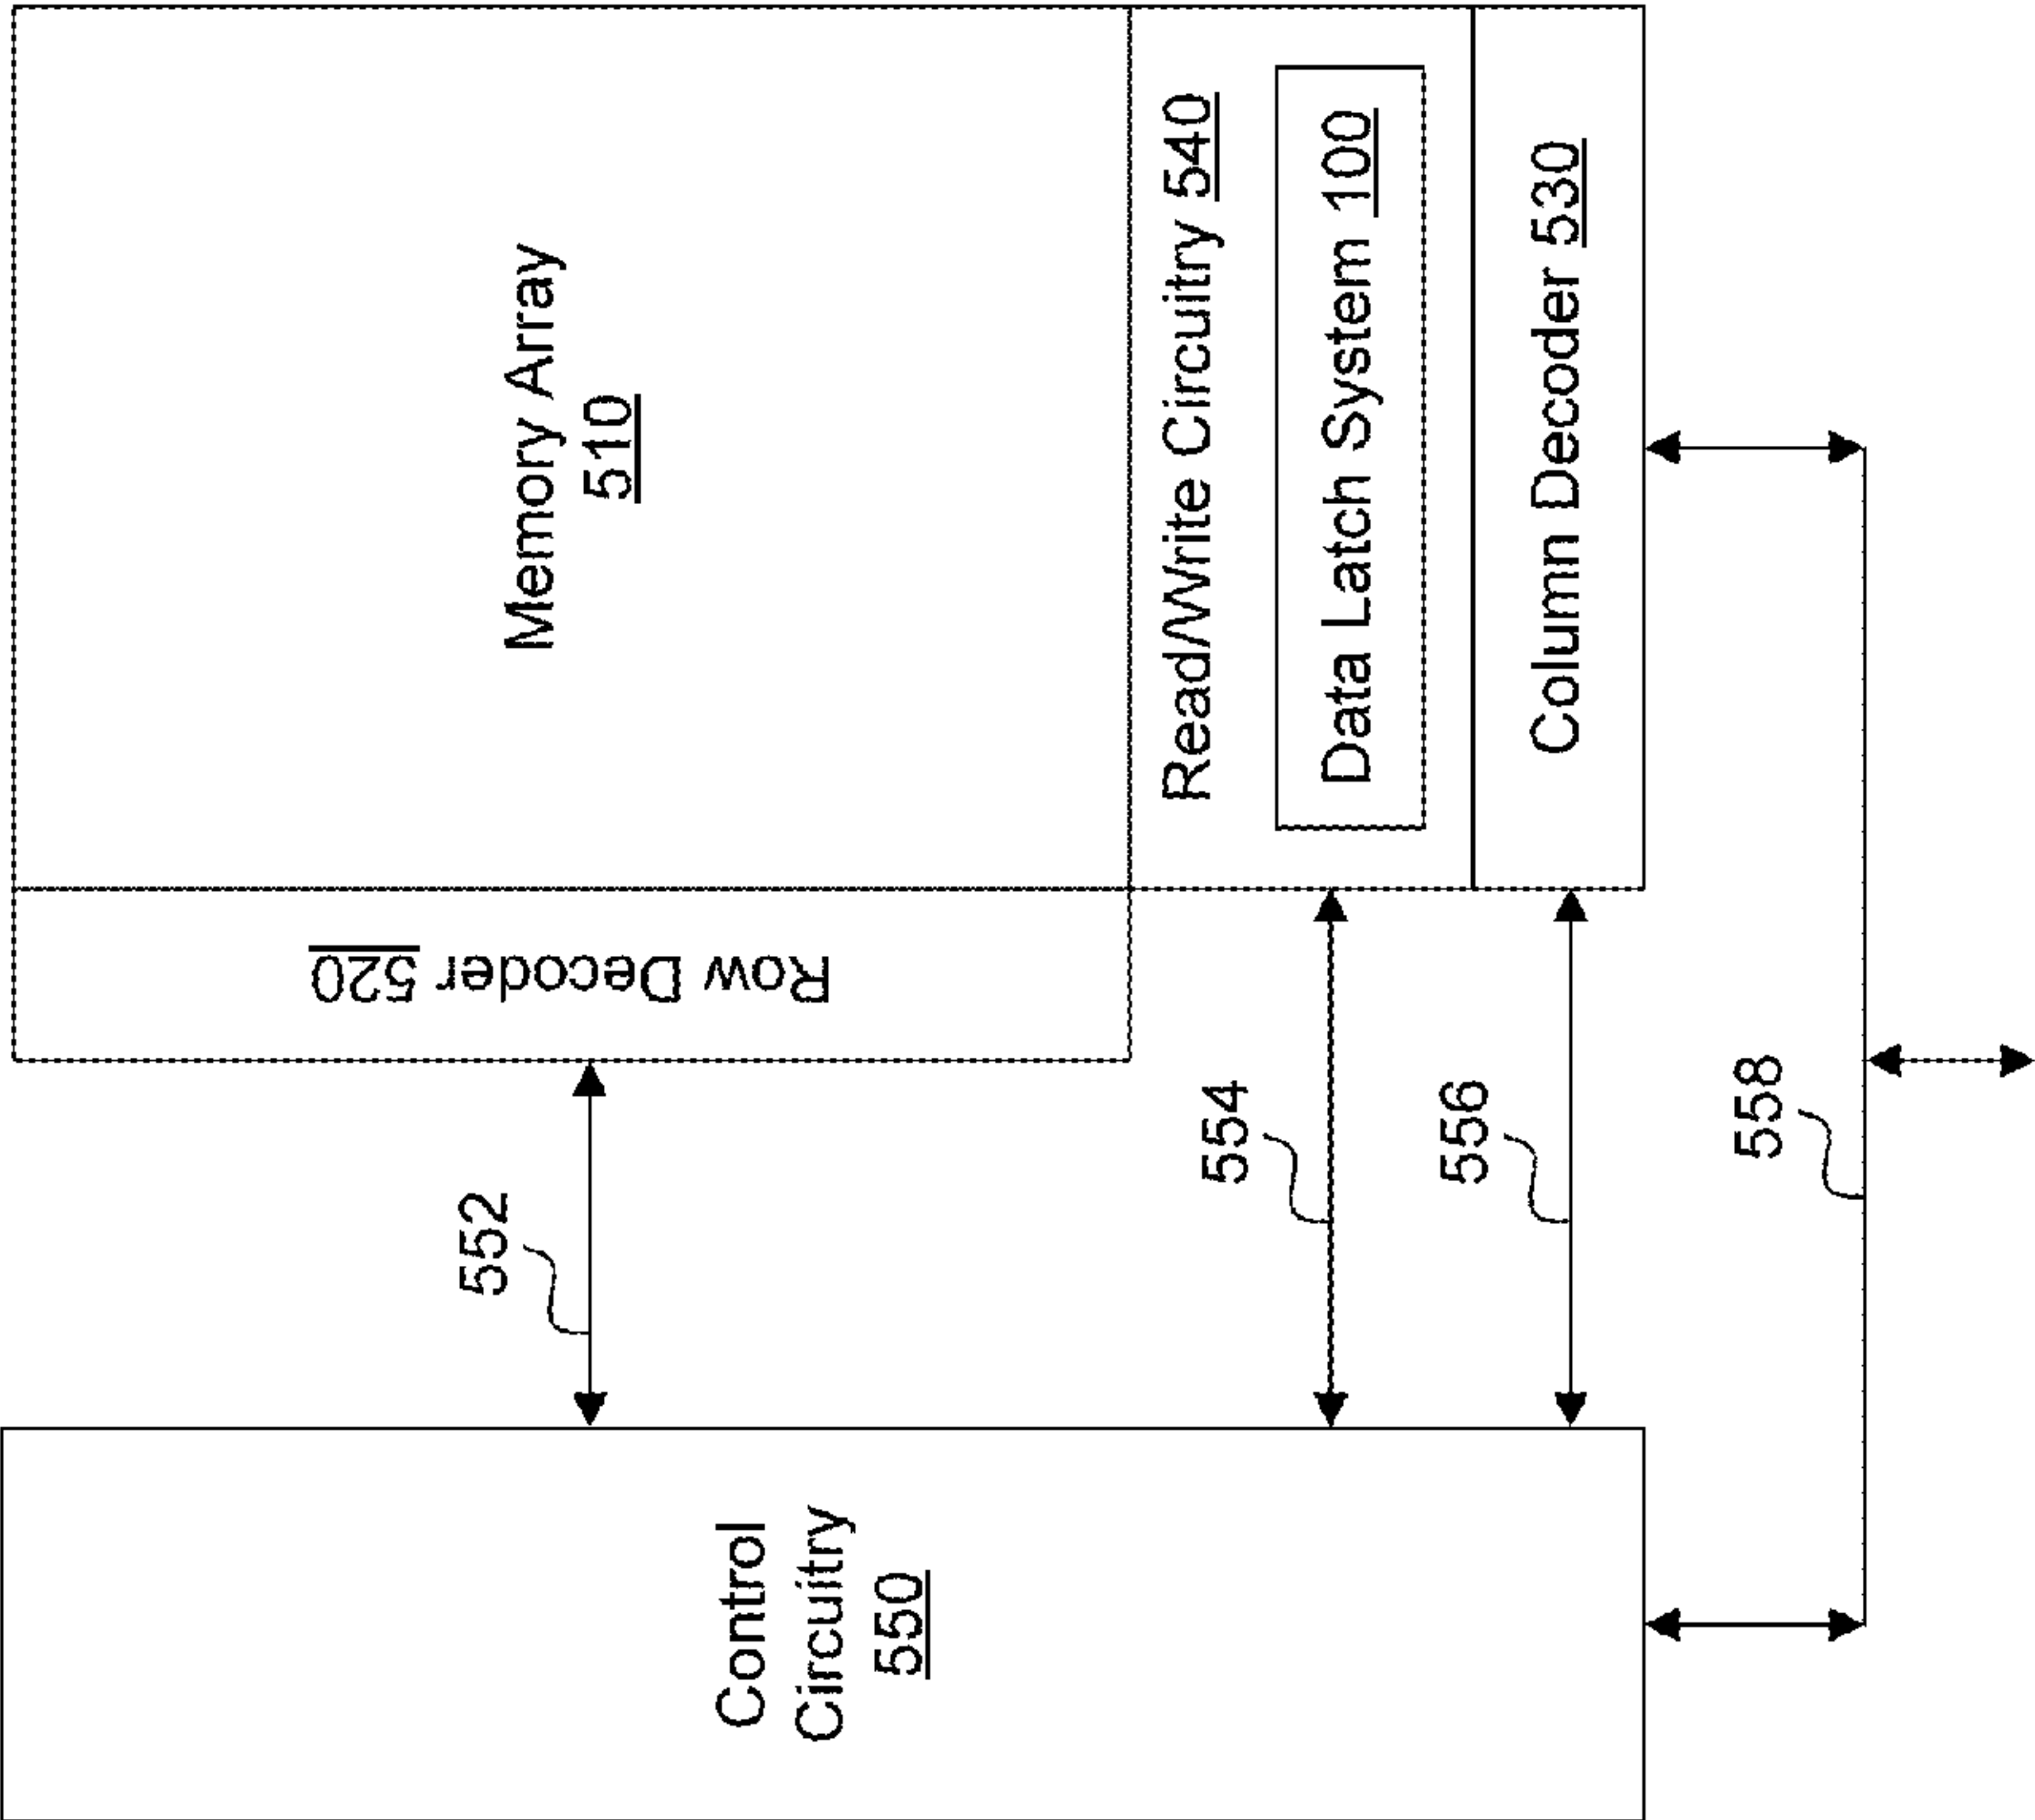 Memory Array
510
Row Decoder 520
Read/Write Circuitry 540
Data Latch System 100
Column Decoder 530
552
554
556
558
Control
Circuitry
550